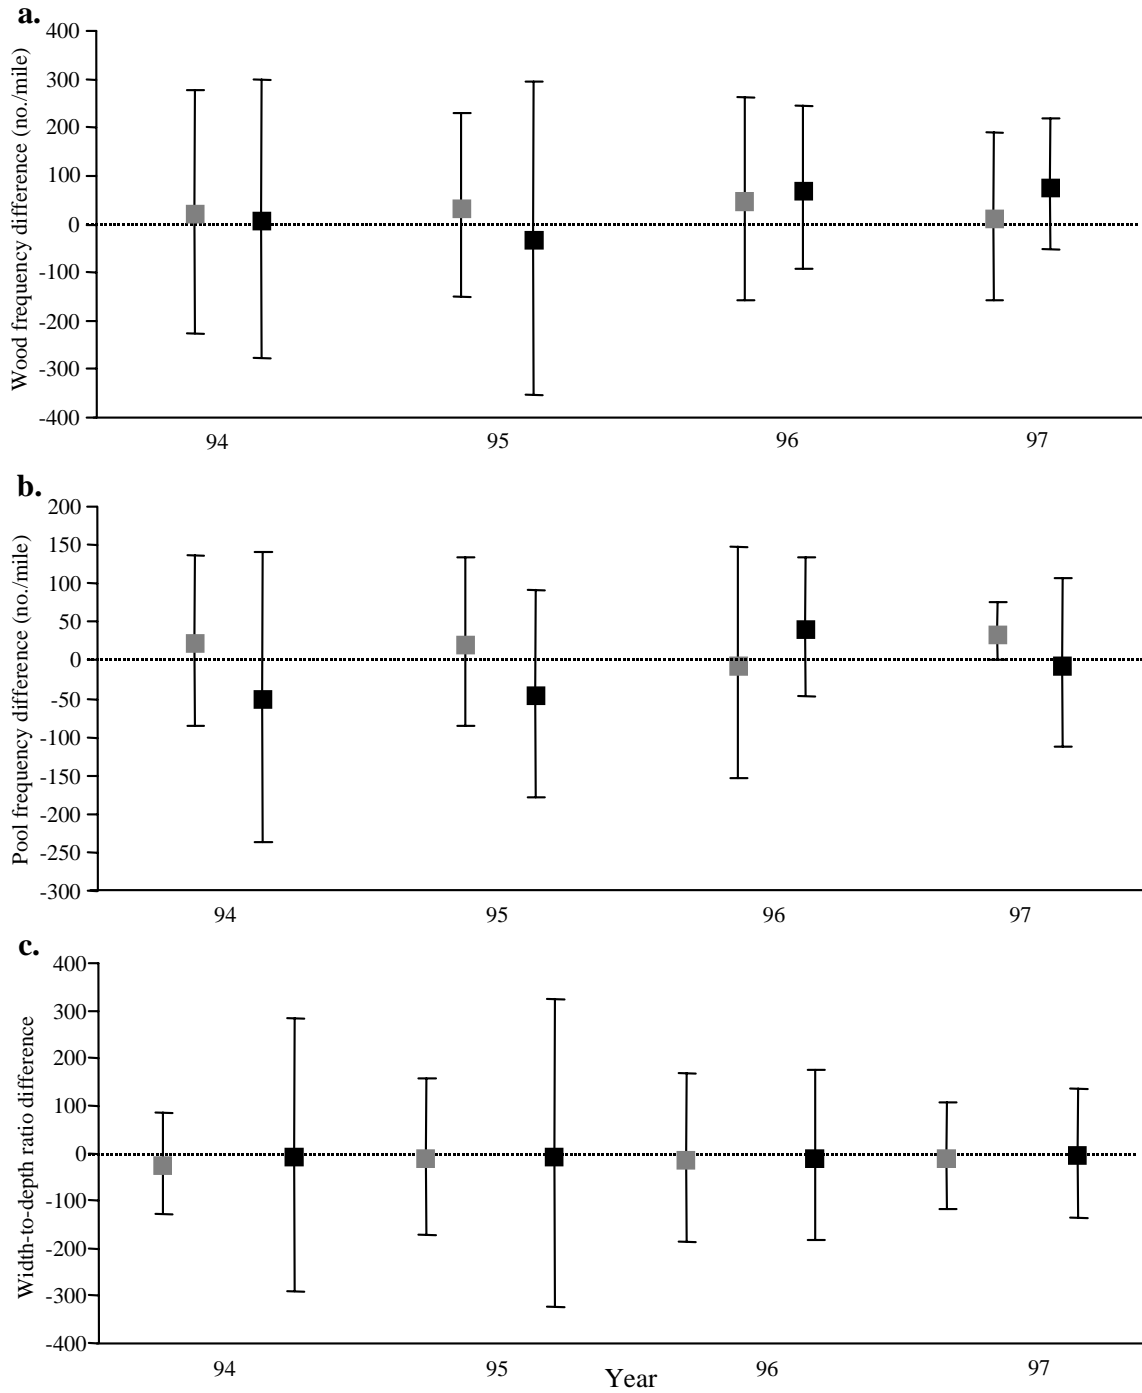 a.
Wood frequency difference (no./mile)
400
300
200
100
0
-100
-200
-300
-400
94 95 96 97
b.
Pool frequency difference (no./mile)
200
150
100
50
0
-50
-100
-150
-200
-250
-300
94 95 96 97
c.
Width-to-depth ratio difference
400
300
200
100
0
-100
-200
-300
-400
94 95 96 97
Year